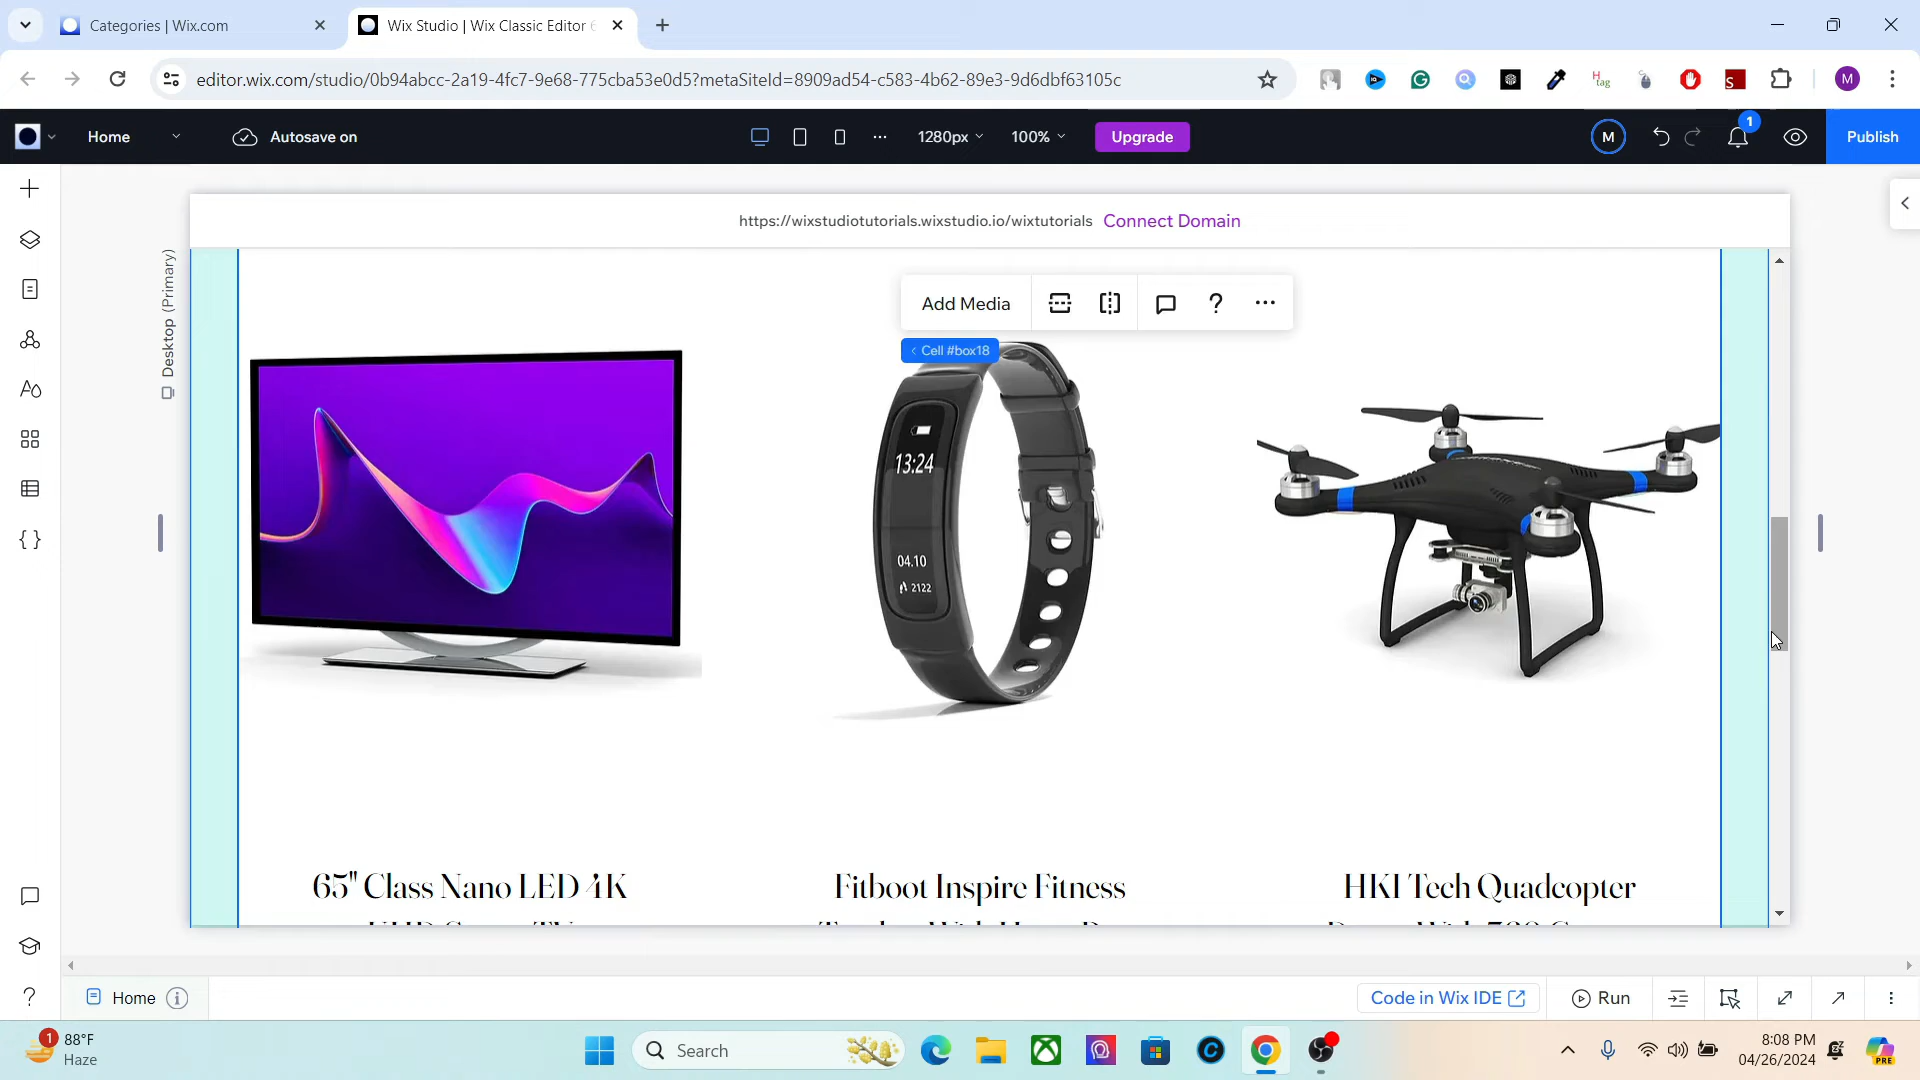 Categories | Wix.com
Wix Studio | Wix Classic Editor
editor.wix.com/studio/0b94abcc-2a19-4fc7-9e68-775cba53e0d5?metaSiteId=8909ad54-c583-4b62-89e3-9d6dbf63105c
H
tag
S
M
Home
Autosave on
1280px
100%
Upgrade
M
1
Publish
https://wixstudiotutorials.wixstudio.io/wixtutorials Connect Domain
Desktop (Primary)
Add Media
Cell #box18
13:24
04.10
2122
65" Class Nano LED 4K
Fitboot Inspire Fitness
HKI Tech Quadcopter
Home
Code in Wix IDE
Run
1
88°F
Haze
Search
8:08 PM
04/26/2024
PRE